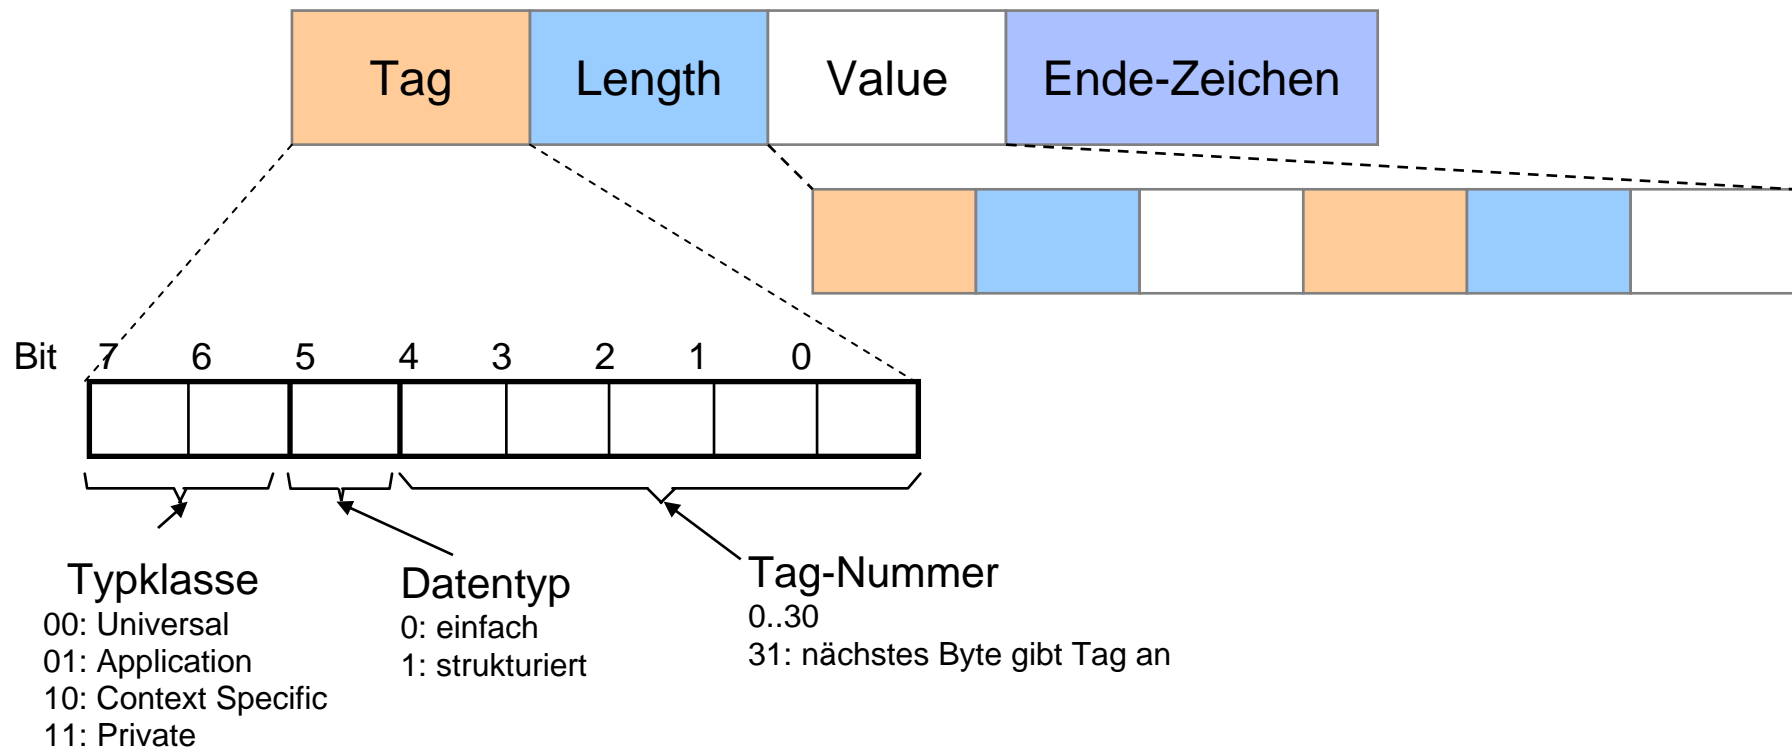 Tag Length Value Ende-Zeichen
Bit 7 6 5 4 3 2 1 0
Typklasse
00: Universal
01: Application
10: Context Specific
11: Private
Datentyp
0: einfach
1: strukturiert
Tag-Nummer
0..30
31: nächstes Byte gibt Tag an